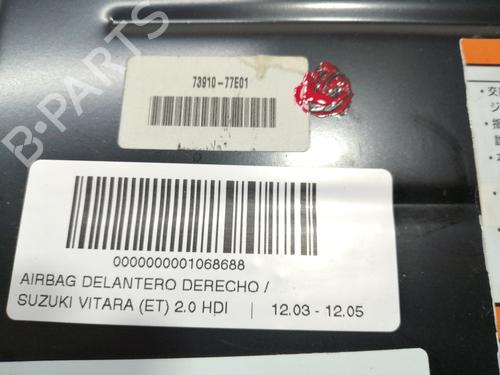 73910-77E01
B-PARTS
0000000001068688
AIRBAG DELANTERO DERECHO /
SUZUKI VITARA (ET) 2.0 HDI | 12.03 - 12.05